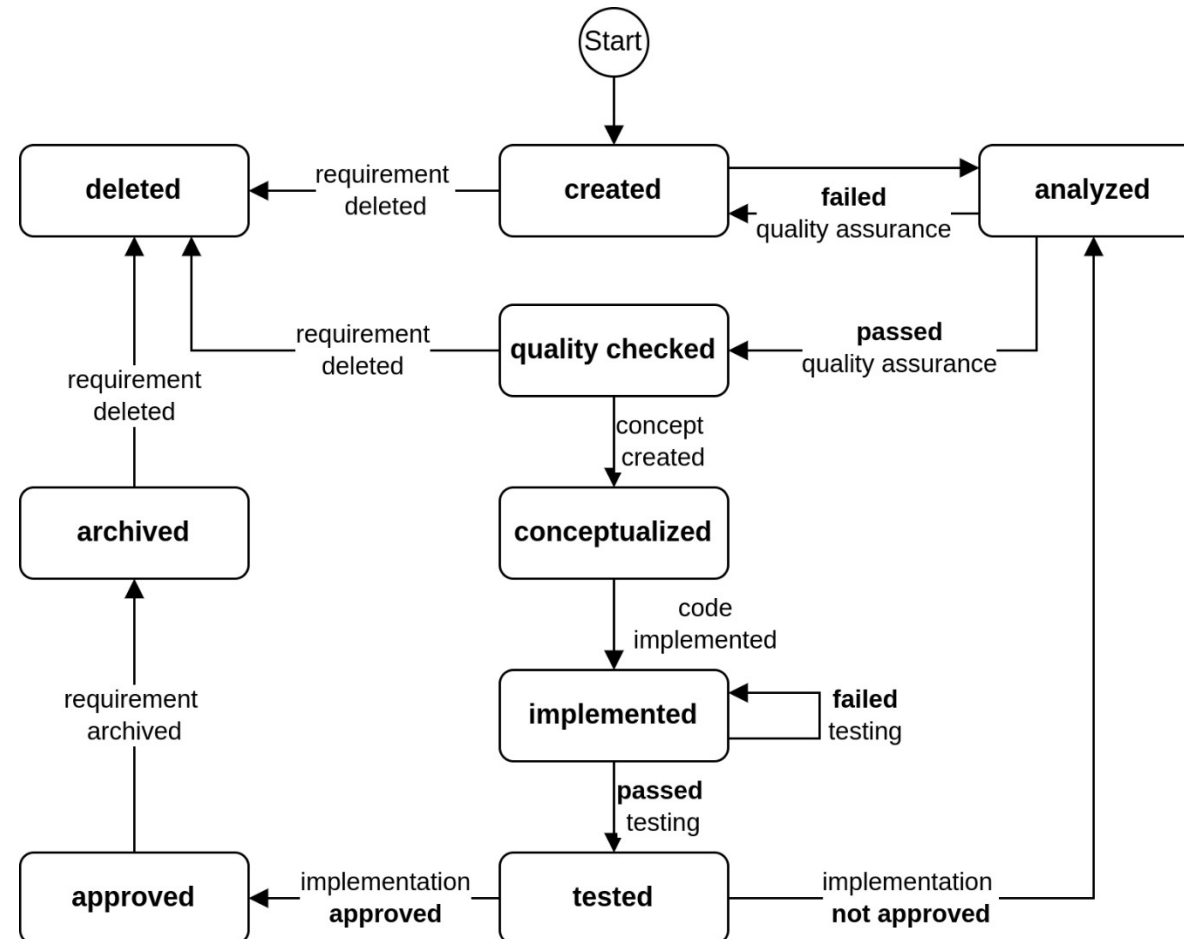 Start
deleted
requirement
deleted
created
failed
quality assurance
analyzed
requirement
deleted
quality checked
passed
quality assurance
requirement
deleted
concept
created
archived
conceptualized
code
implemented
requirement
archived
implemented
failed
testing
passed
testing
approved
implementation
approved
tested
implementation
not approved